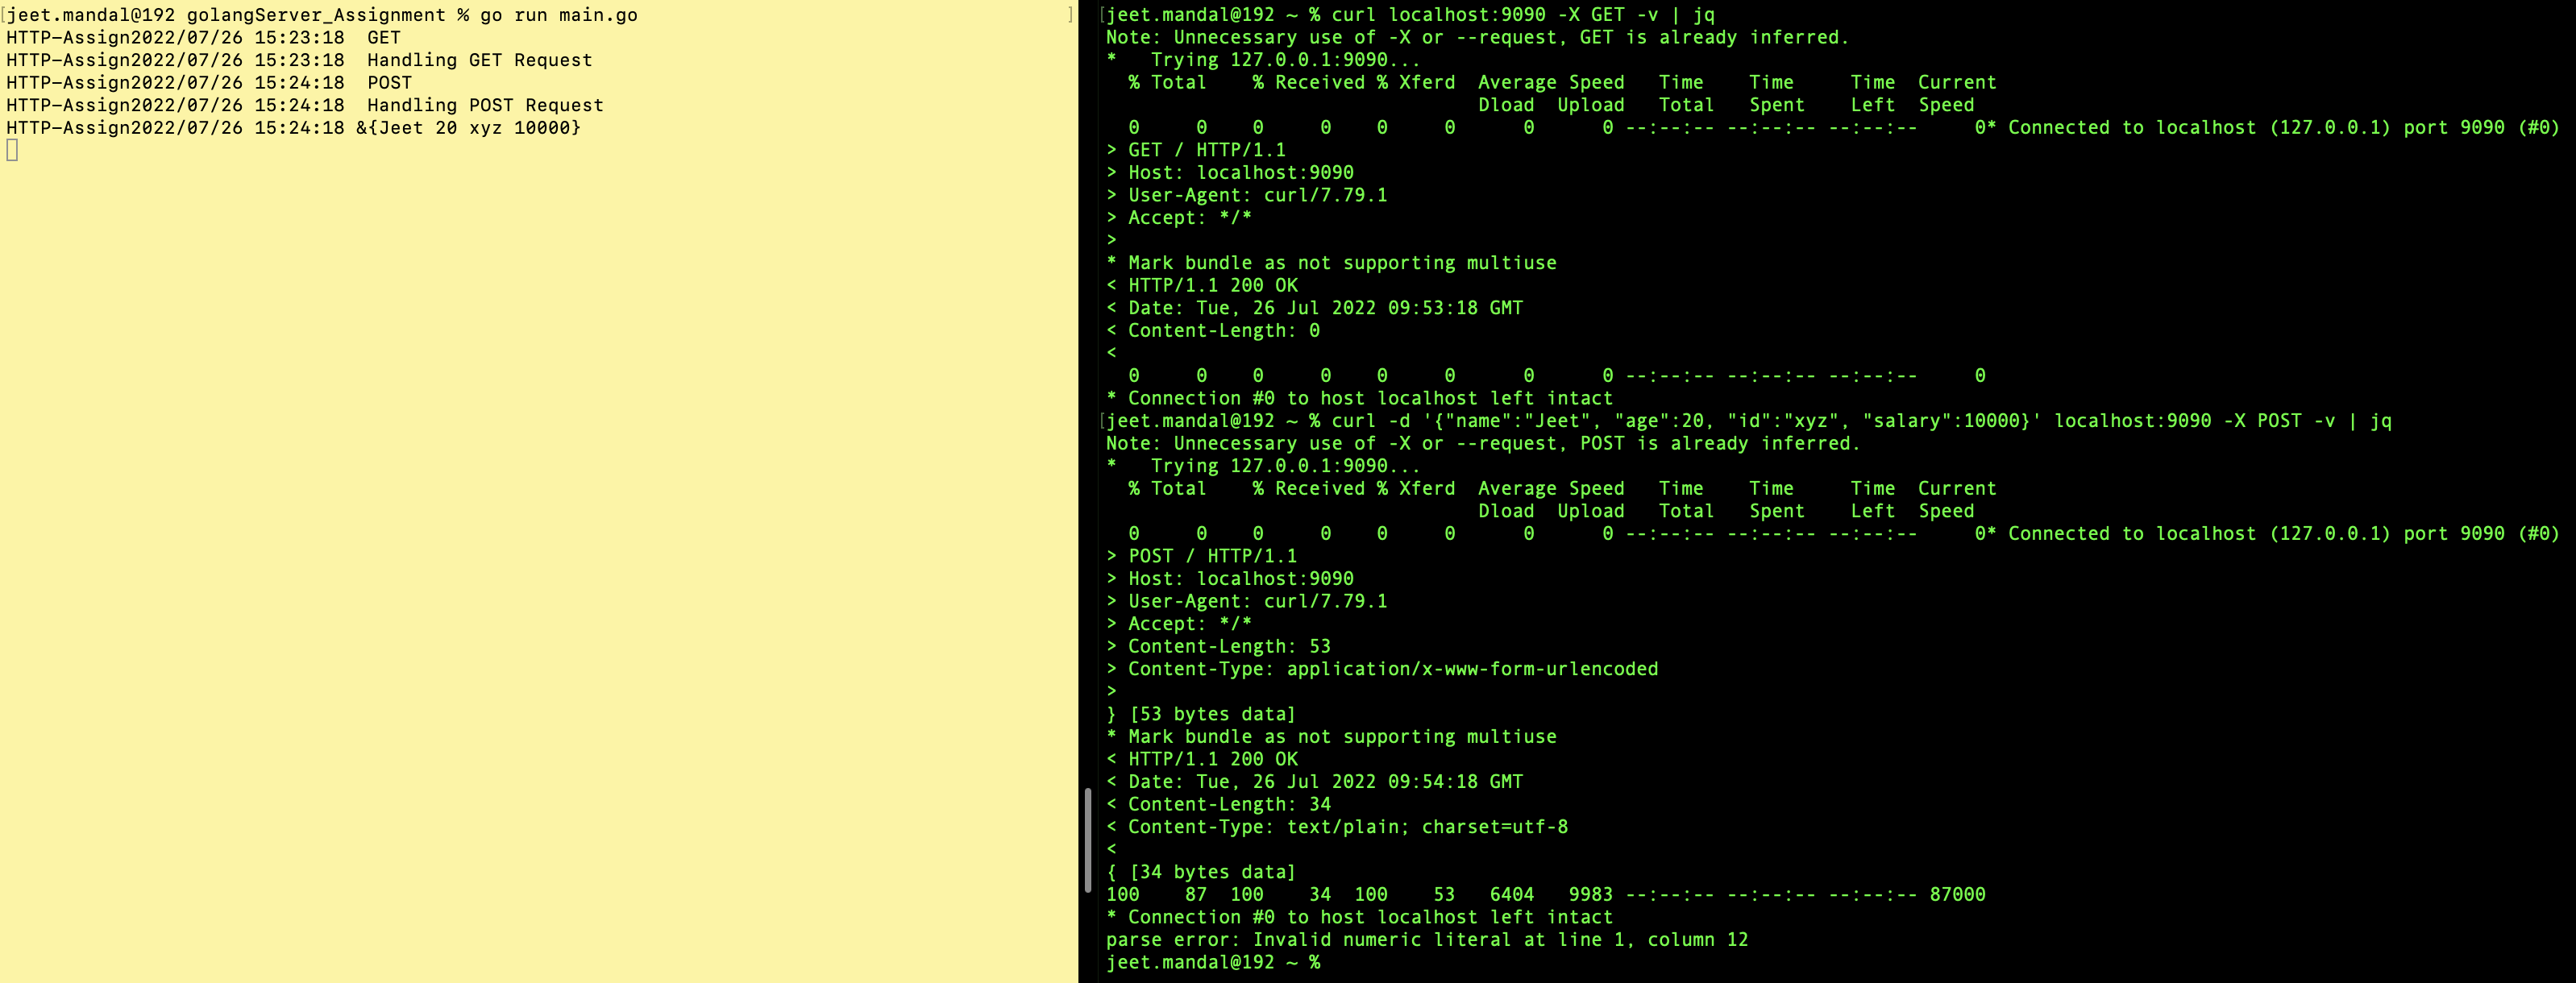 [jeet.mandal@192 golangServer_Assignment % go run main.go ]
HTTP-Assign2022/07/26 15:23:18  GET
HTTP-Assign2022/07/26 15:23:18  Handling GET Request
HTTP-Assign2022/07/26 15:24:18  POST
HTTP-Assign2022/07/26 15:24:18  Handling POST Request
HTTP-Assign2022/07/26 15:24:18 &{Jeet 20 xyz 10000}
[jeet.mandal@192 ~ % curl localhost:9090 -X GET -v | jq
Note: Unnecessary use of -X or --request, GET is already inferred.
*   Trying 127.0.0.1:9090...
  % Total    % Received % Xferd  Average Speed   Time    Time     Time  Current
                                 Dload  Upload   Total   Spent    Left  Speed
  0     0    0     0    0     0      0      0 --:--:-- --:--:-- --:--:--     0* Connected to localhost (127.0.0.1) port 9090 (#0)
> GET / HTTP/1.1
> Host: localhost:9090
> User-Agent: curl/7.79.1
> Accept: */*
>
* Mark bundle as not supporting multiuse
< HTTP/1.1 200 OK
< Date: Tue, 26 Jul 2022 09:53:18 GMT
< Content-Length: 0
<
  0     0    0     0    0     0      0      0 --:--:-- --:--:-- --:--:--     0
* Connection #0 to host localhost left intact
[jeet.mandal@192 ~ % curl -d '{"name":"Jeet", "age":20, "id":"xyz", "salary":10000}' localhost:9090 -X POST -v | jq
Note: Unnecessary use of -X or --request, POST is already inferred.
*   Trying 127.0.0.1:9090...
  % Total    % Received % Xferd  Average Speed   Time    Time     Time  Current
                                 Dload  Upload   Total   Spent    Left  Speed
  0     0    0     0    0     0      0      0 --:--:-- --:--:-- --:--:--     0* Connected to localhost (127.0.0.1) port 9090 (#0)
> POST / HTTP/1.1
> Host: localhost:9090
> User-Agent: curl/7.79.1
> Accept: */*
> Content-Length: 53
> Content-Type: application/x-www-form-urlencoded
>
} [53 bytes data]
* Mark bundle as not supporting multiuse
< HTTP/1.1 200 OK
< Date: Tue, 26 Jul 2022 09:54:18 GMT
< Content-Length: 34
< Content-Type: text/plain; charset=utf-8
<
{ [34 bytes data]
100    87  100    34  100    53   6404   9983 --:--:-- --:--:-- --:--:-- 87000
* Connection #0 to host localhost left intact
parse error: Invalid numeric literal at line 1, column 12
jeet.mandal@192 ~ %